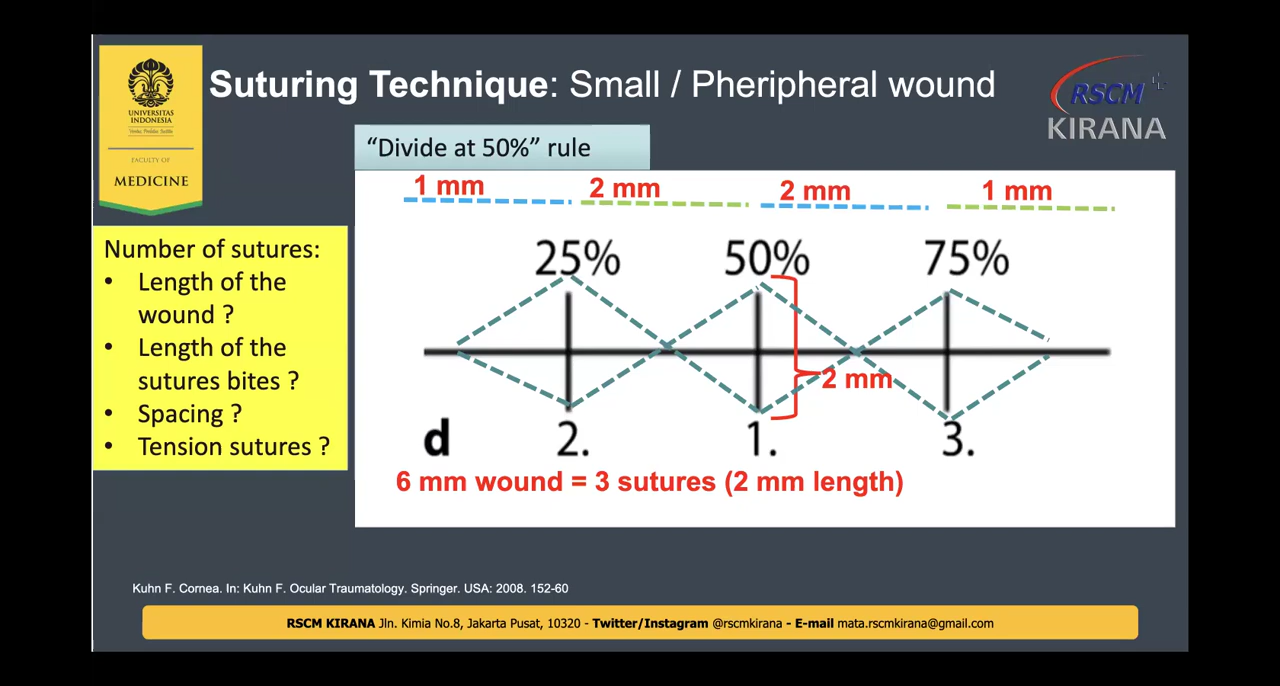 Suturing Technique: Small / Pheripheral wound
UNIVERSITAS
INDONESIA
Veritas, Probitas, Iustitia
FACULTY OF
MEDICINE
RSCM
KIRANA
“Divide at 50%” rule
1 mm 2 mm 2 mm 1 mm
25% 50% 75%
2 mm
d 2. 1. 3.
6 mm wound = 3 sutures (2 mm length)
Number of sutures:
• Length of the
wound ?
• Length of the
sutures bites ?
• Spacing ?
• Tension sutures ?
Kuhn F. Cornea. In: Kuhn F. Ocular Traumatology. Springer. USA: 2008. 152-60
RSCM KIRANA Jln. Kimia No.8, Jakarta Pusat, 10320 - Twitter/Instagram @rscmkirana - E-mail mata.rscmkirana@gmail.com